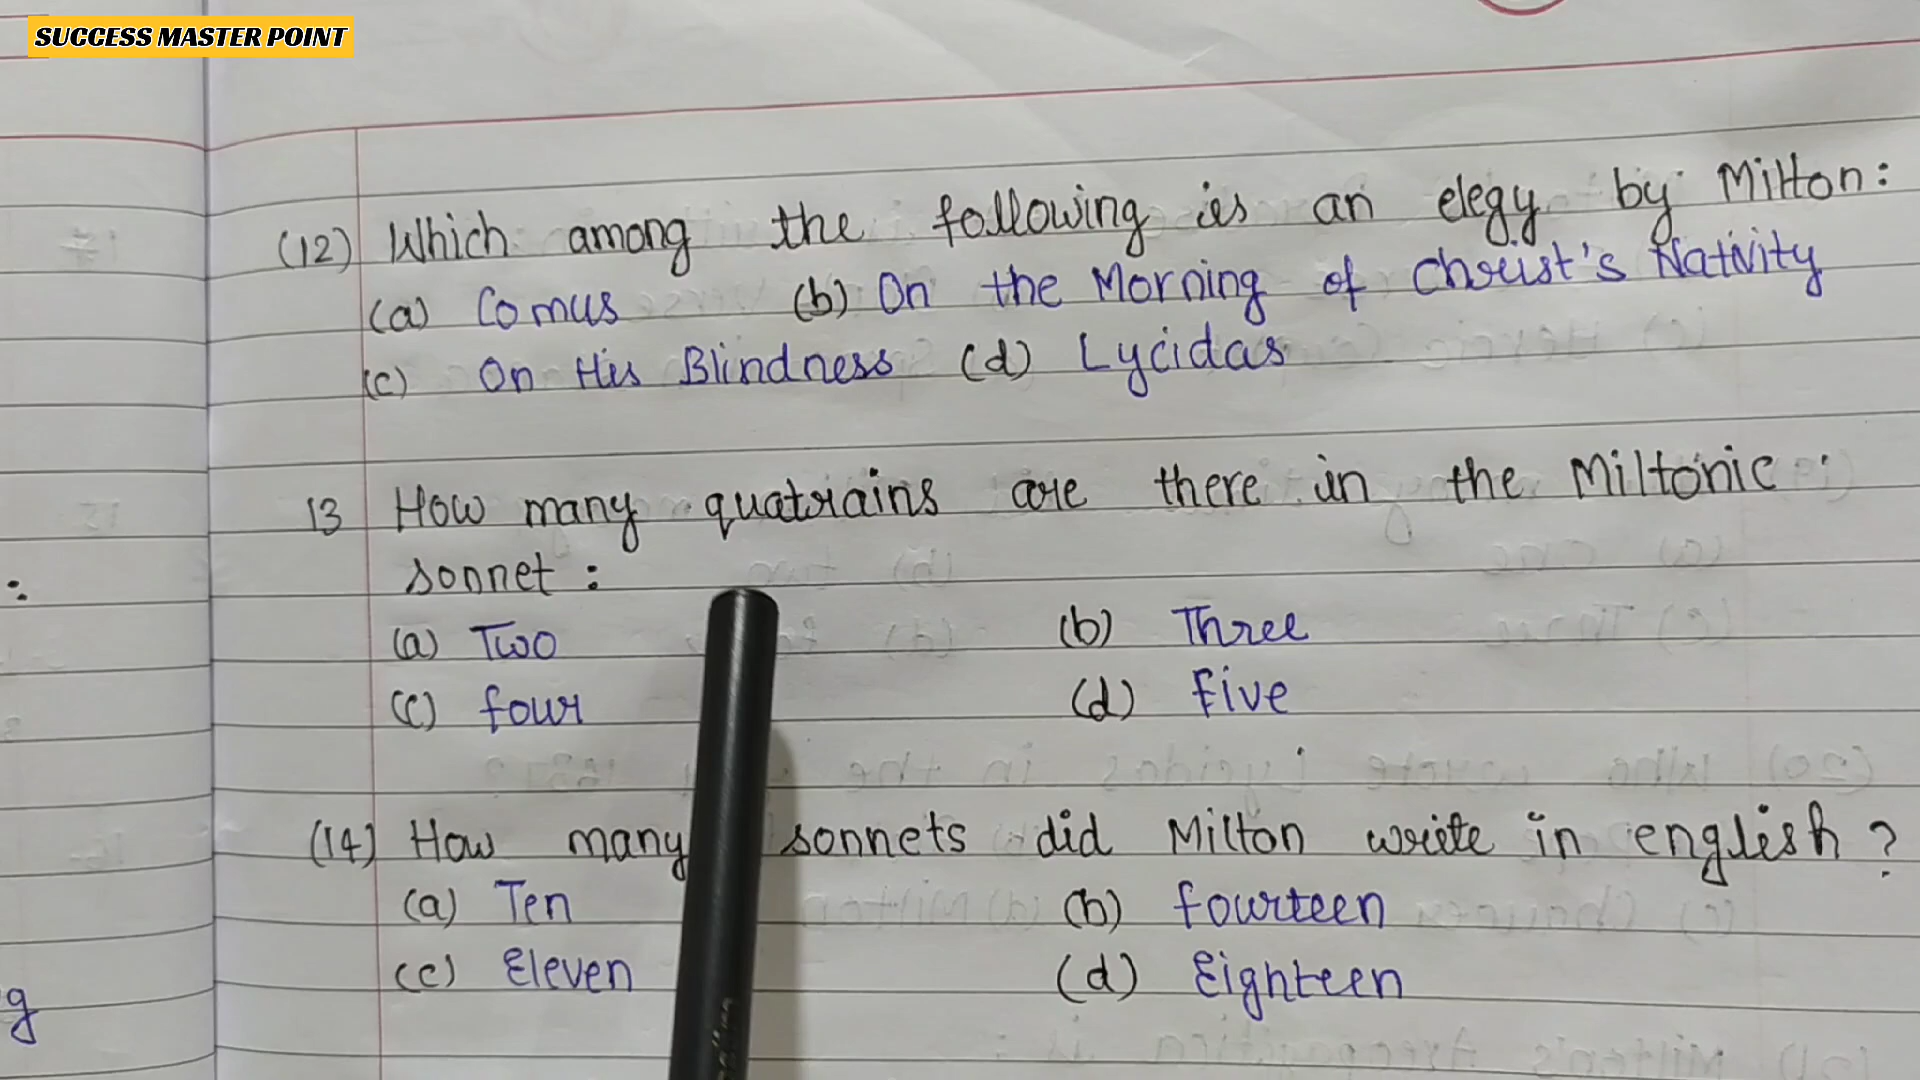 SUCCESS MASTER POINT
(12) Which among the following is an elegy by Milton:
(a) Comus (b) On the Morning of Christ's Nativity
(c) On His Blindness (d) Lycidas
13 How many quatrains are there in the Miltonic
sonnet:
(a) Two (b) Three
(c) four (d) Five
(14) How many sonnets did Milton write in english?
(a) Ten (b) fourteen
(c) Eleven (d) Eighteen
g